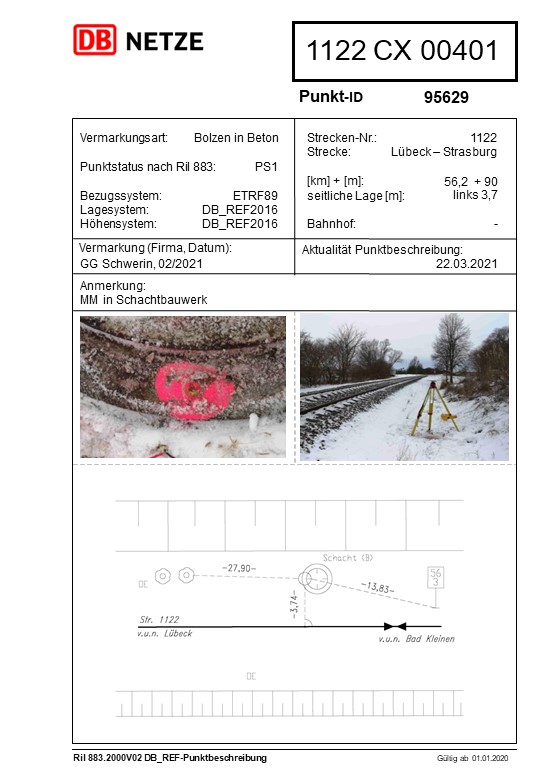 DB NETZE
1122 CX 00401
Punkt-ID 95629
Vermarkungsart: Bolzen in Beton
Punktstatus nach Ril 883: PS1
Bezugssystem: ETRF89
Lagesystem: DB_REF2016
Höhensystem: DB_REF2016
Strecken-Nr.: 1122
Strecke: Lübeck – Strasburg
[km] + [m]: 56,2 + 90
seitliche Lage [m]: links 3,7
Bahnhof: -
Vermarkung (Firma, Datum):
GG Schwerin, 02/2021
Aktualität Punktbeschreibung:
22.03.2021
Anmerkung:
MM in Schachtbauwerk
Schacht (B)
-27,90-
DE
-13,83-
56
3
-3,74-
Str. 1122
v.u.n. Lübeck
v.u.n. Bad Kleinen
DE
Ril 883.2000V02 DB_REF-Punktbeschreibung
Gültig ab 01.01.2020